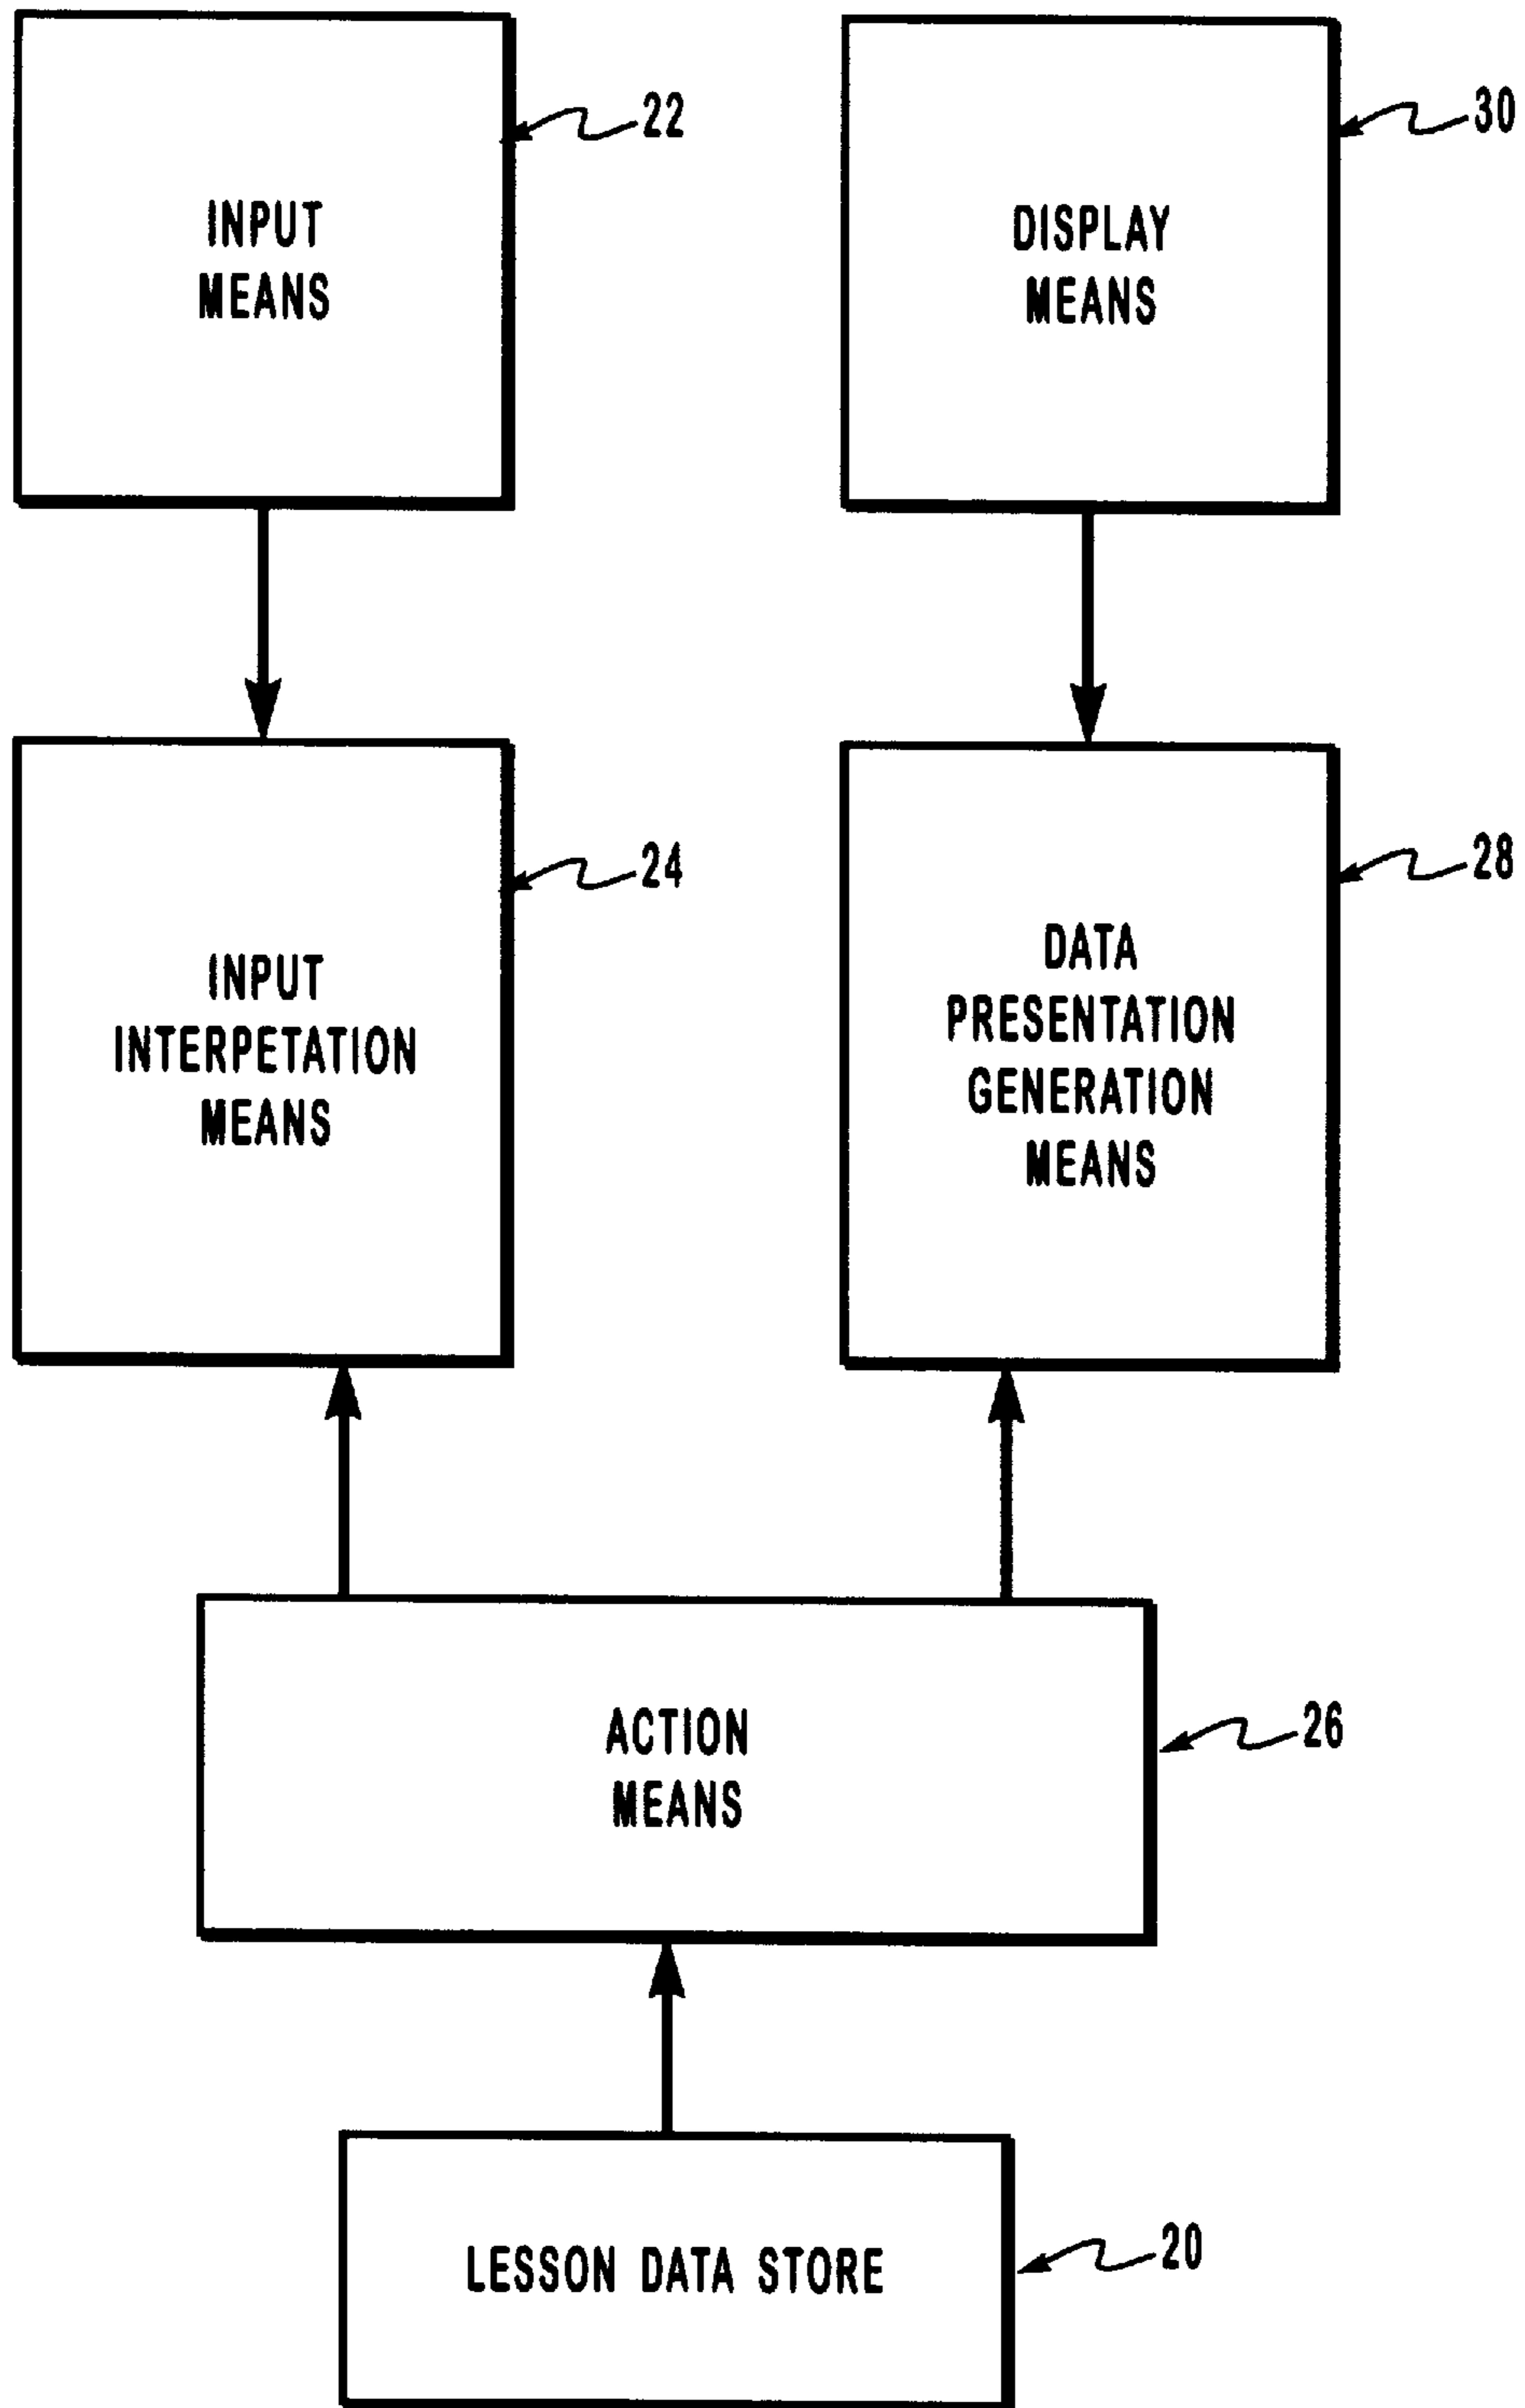 22
INPUT
MEANS
30
DISPLAY
MEANS
24
INPUT
INTERPETATION
MEANS
28
DATA
PRESENTATION
GENERATION
MEANS
26
ACTION
MEANS
20
LESSON DATA STORE